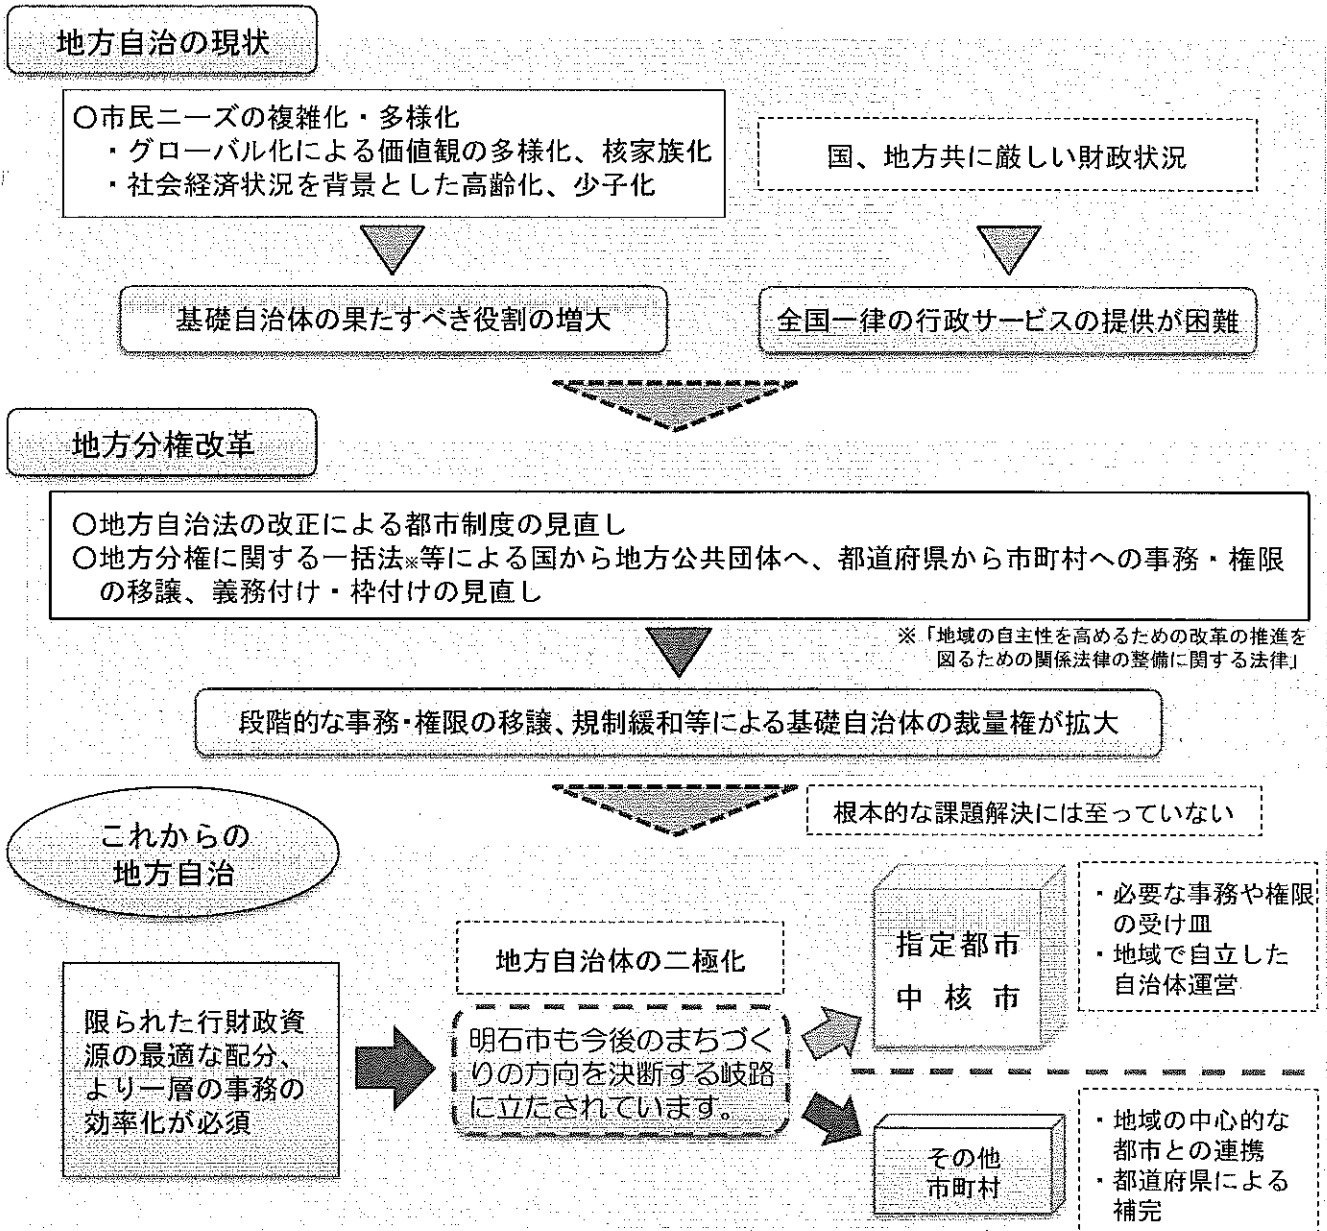 地方自治の現状
〇市民ニーズの複雑化・多様化
・グローバル化による価値観の多様化、核家族化
・社会経済状況を背景とした高齢化、少子化
国、地方共に厳しい財政状況
基礎自治体の果たすべき役割の増大
全国一律の行政サービスの提供が困難
地方分権改革
〇地方自治法の改正による都市制度の見直し
〇地方分権に関する一括法※等による国から地方公共団体へ、都道府県から市町村への事務・権限
の移譲、義務付け・枠付けの見直し
※「地域の自主性を高めるための改革の推進を
図るための関係法律の整備に関する法律」
段階的な事務・権限の移譲、規制緩和等による基礎自治体の裁量権が拡大
根本的な課題解決には至っていない
これからの
地方自治
限られた行財政資
源の最適な配分、
より一層の事務の
効率化が必須
地方自治体の二極化
明石市も今後のまちづく
りの方向を決断する岐路
に立たされています。
指定都市
中核市
・必要な事務や権限
の受け皿
・地域で自立した
自治体運営
その他
市町村
・地域の中心的な
都市との連携
・都道府県による
補完